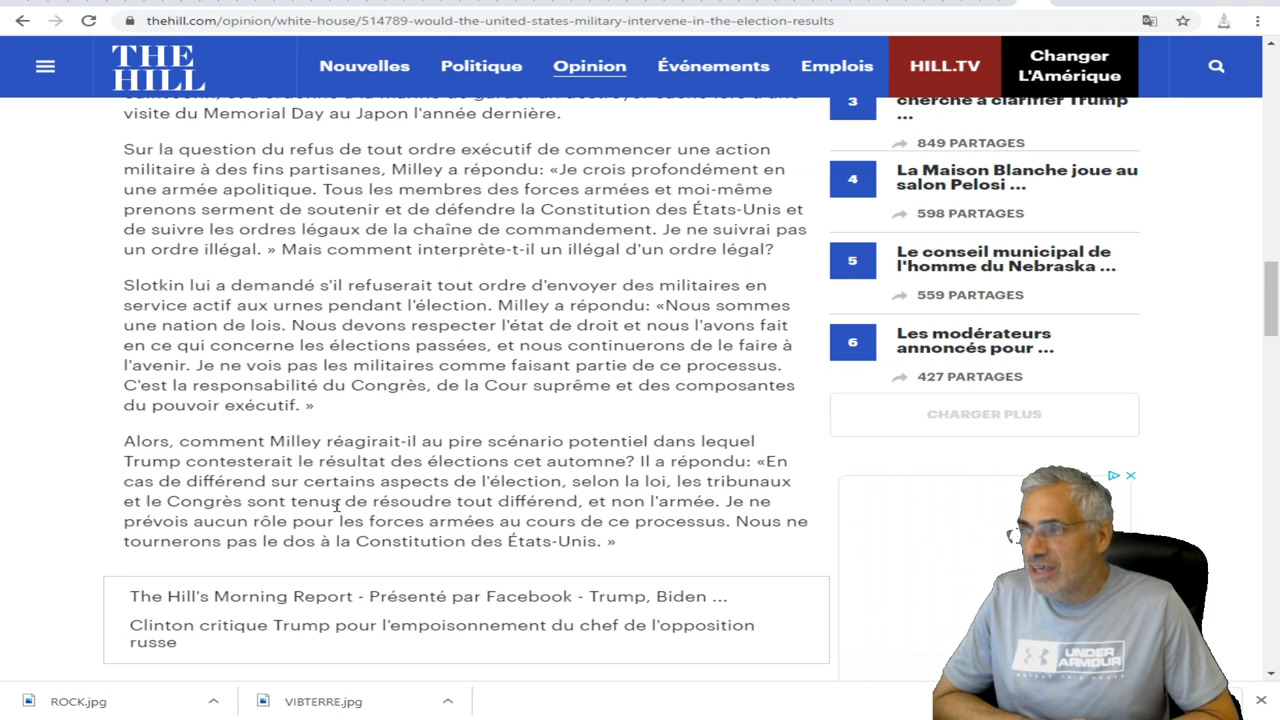 thehill.com/opinion/white-house/514789-would-the-united-states-military-intervene-in-the-election-results
THE
HILL
Nouvelles
Politique
Opinion
Événements
Emplois
HILL.TV
Changer
L'Amérique
visite du Memorial Day au Japon l'année dernière.
Sur la question du refus de tout ordre exécutif de commencer une action
militaire à des fins partisanes, Milley a répondu: «Je crois profondément en
une armée apolitique. Tous les membres des forces armées et moi-même
prenons serment de soutenir et de défendre la Constitution des États-Unis et
de suivre les ordres légaux de la chaîne de commandement. Je ne suivrai pas
un ordre illégal. » Mais comment interprète-t-il un illégal d'un ordre légal?
Slotkin lui a demandé s'il refuserait tout ordre d'envoyer des militaires en
service actif aux urnes pendant l'élection. Milley a répondu: «Nous sommes
une nation de lois. Nous devons respecter l'état de droit et nous l'avons fait
en ce qui concerne les élections passées, et nous continuerons de le faire à
l'avenir. Je ne vois pas les militaires comme faisant partie de ce processus.
C'est la responsabilité du Congrès, de la Cour suprême et des composantes
du pouvoir exécutif. »
Alors, comment Milley réagirait-il au pire scénario potentiel dans lequel
Trump contesterait le résultat des élections cet automne? Il a répondu: «En
cas de différend sur certains aspects de l'élection, selon la loi, les tribunaux
et le Congrès sont tenus de résoudre tout différend, et non l'armée. Je ne
prévois aucun rôle pour les forces armées au cours de ce processus. Nous ne
tournerons pas le dos à la Constitution des États-Unis. »
The Hill's Morning Report - Présenté par Facebook - Trump, Biden ...
Clinton critique Trump pour l'empoisonnement du chef de l'opposition
russe
3
cherche à clarifier Trump
...
849 PARTAGES
4
La Maison Blanche joue au
salon Pelosi ...
598 PARTAGES
5
Le conseil municipal de
l'homme du Nebraska ...
559 PARTAGES
6
Les modérateurs
annoncés pour ...
427 PARTAGES
CHARGER PLUS
UNDER
ARMOUR
ROCK.jpg
VIBTERRE.jpg